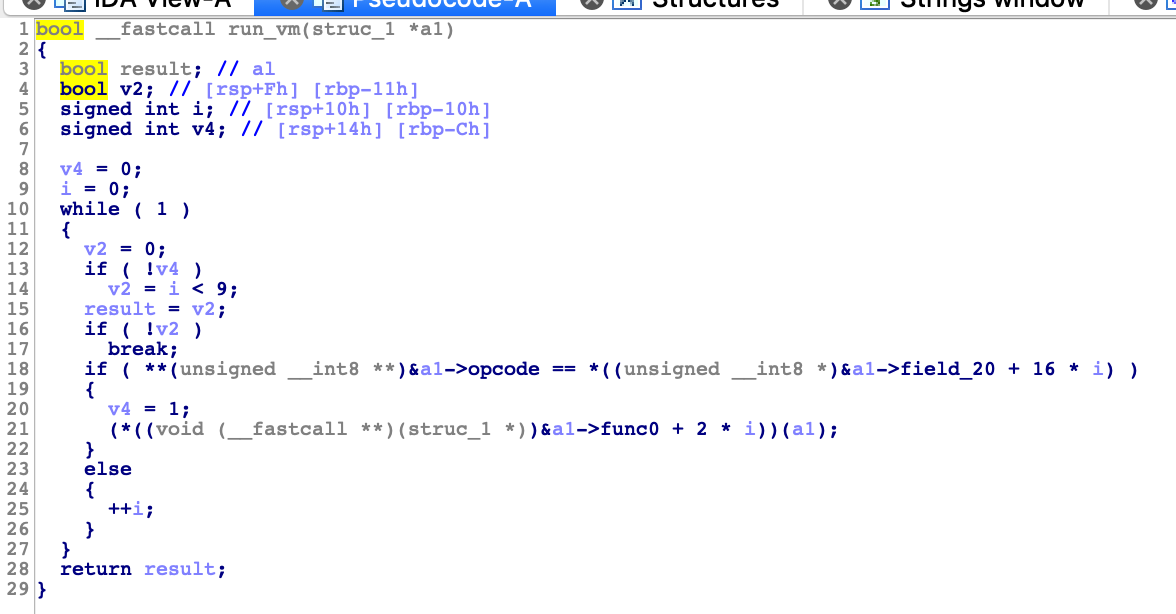 IDA View-A Pseudocode-A Structures Strings window
1 bool __fastcall run_vm(struc_1 *a1)
2 {
3   bool result; // al
4   bool v2; // [rsp+Fh] [rbp-11h]
5   signed int i; // [rsp+10h] [rbp-10h]
6   signed int v4; // [rsp+14h] [rbp-Ch]
7
8   v4 = 0;
9   i = 0;
10   while ( 1 )
11   {
12     v2 = 0;
13     if ( !v4 )
14       v2 = i < 9;
15     result = v2;
16     if ( !v2 )
17       break;
18     if ( **(unsigned __int8 **)&a1->opcode == *((unsigned __int8 *)&a1->field_20 + 16 * i) )
19     {
20       v4 = 1;
21       (*((void (__fastcall **)(struc_1 *))&a1->func0 + 2 * i))(a1);
22     }
23     else
24     {
25       ++i;
26     }
27   }
28   return result;
29 }